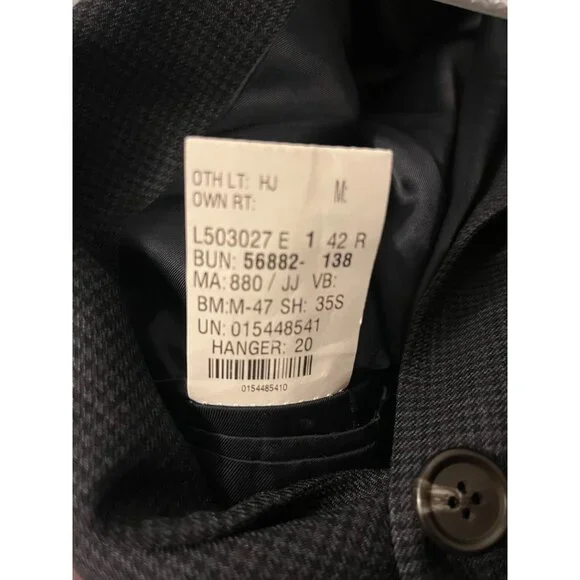 OTH LT: HJ M:
OWN RT:
L503027 E 1 42 R
BUN: 56882- 138
MA: 880 / JJ VB:
BM:M-47 SH: 35S
UN: 015448541
HANGER: 20
0154485410